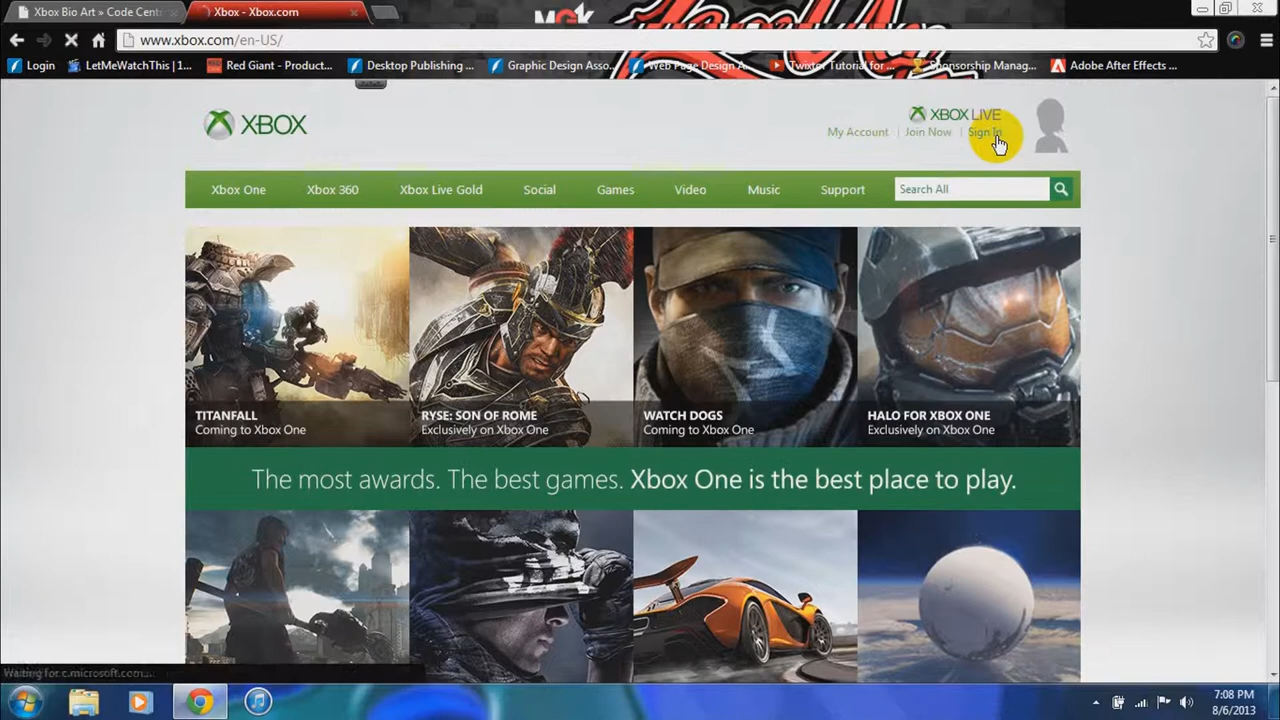 Xbox Bio Art » Code Cent
Xbox - Xbox.com
MGK
www.xbox.com/en-US/
Login
LetMeWatchThis | 1...
Red Giant - Product...
Desktop Publishing ...
Graphic Design Asso...
Web Page Design A...
Twixtor Tutorial for ...
Sponsorship Manag...
Adobe After Effects ...
XBOX
XBOX LIVE
My Account | Join Now | Sign In
Xbox One
Xbox 360
Xbox Live Gold
Social
Games
Video
Music
Support
Search All
TITANFALL
Coming to Xbox One
RYSE: SON OF ROME
Exclusively on Xbox One
WATCH DOGS
Coming to Xbox One
HALO FOR XBOX ONE
Exclusively on Xbox One
The most awards. The best games. Xbox One is the best place to play.
Waiting for c.microsoft.com...
7:08 PM
8/6/2013